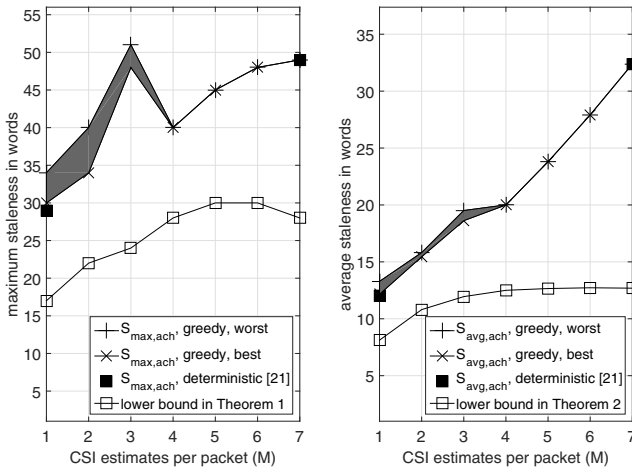 55
50
45
40
35
30
25
20
15
10
5
maximum staleness in words
S_max,ach, greedy, worst
S_max,ach, greedy, best
S_max,ach, deterministic [21]
lower bound in Theorem 1
1 2 3 4 5 6 7
CSI estimates per packet (M)
35
30
25
20
15
10
5
average staleness in words
S_avg,ach, greedy, worst
S_avg,ach, greedy, best
S_avg,ach, deterministic [21]
lower bound in Theorem 2
1 2 3 4 5 6 7
CSI estimates per packet (M)